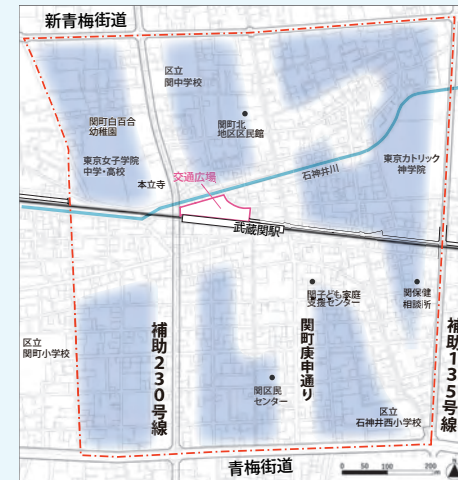 新青梅街道
区立
関中学校
関町白百合
幼稚園
関町北
地区区民館
東京女子学院
中学・高校
石神井川
東京カトリック
神学院
本立寺
交通広場
武蔵関駅
関子ども家庭
支援センター
関保健
相談所
区立
関町小学校
補助230号線
関町庚申通り
補助135号線
関区民
センター
区立
石神井西小学校
青梅街道
0 50 100 200
m
N